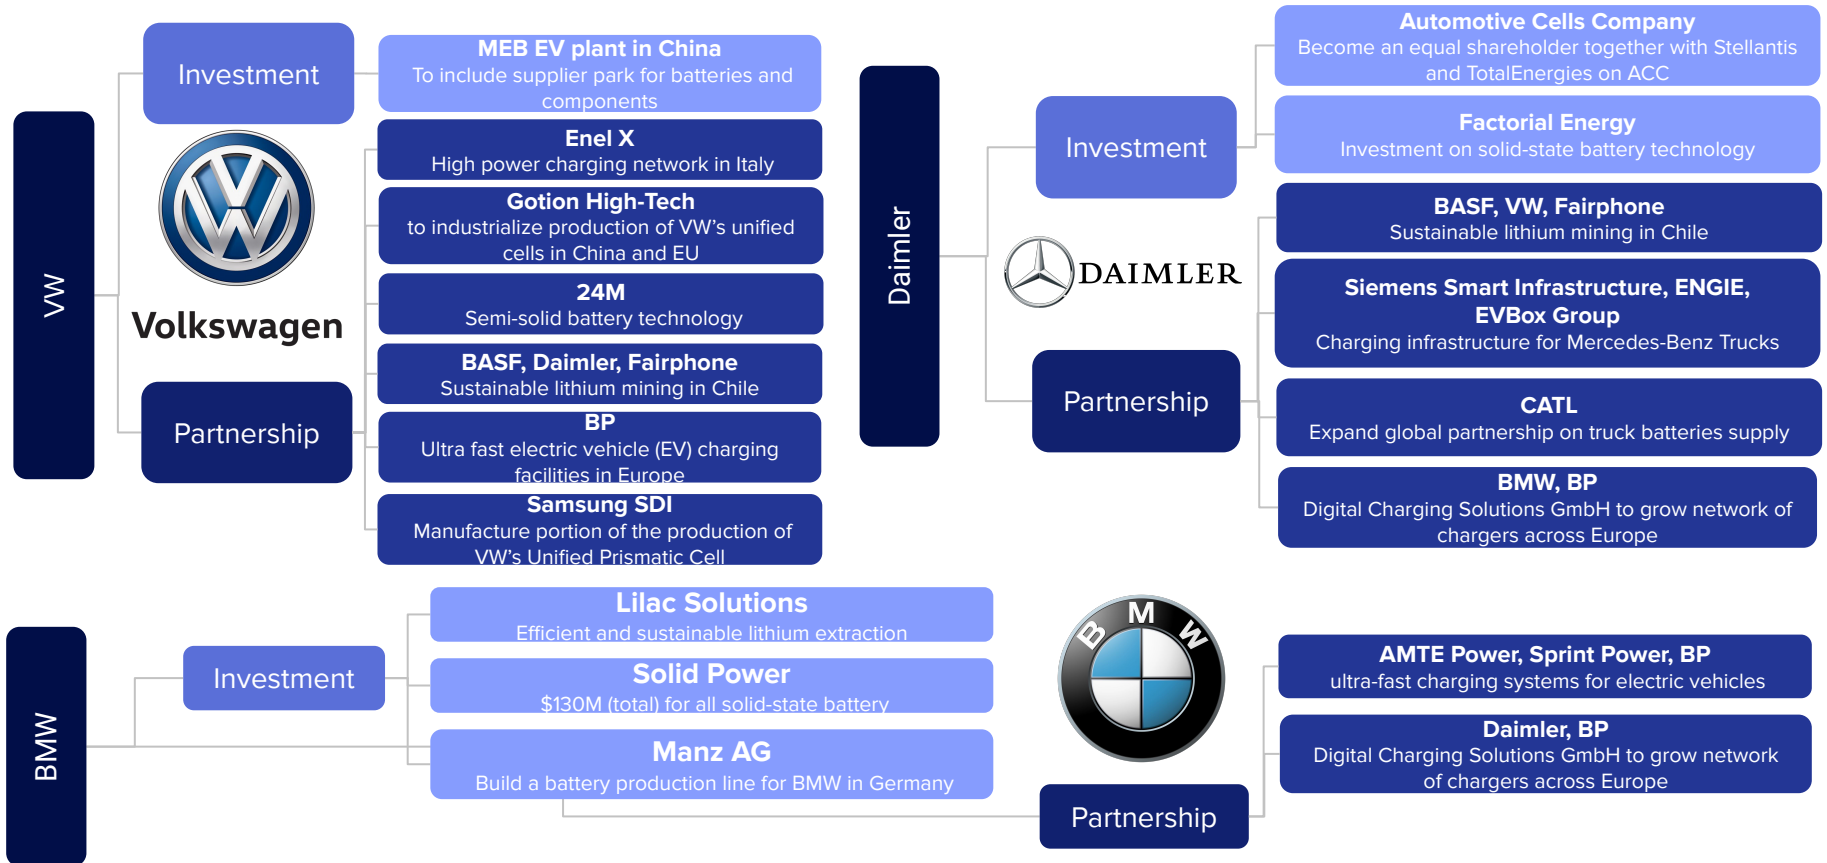 VW
Investment
MEB EV plant in China
To include supplier park for batteries and
components
Volkswagen
Partnership
Enel X
High power charging network in Italy
Gotion High-Tech
to industrialize production of VW’s unified
cells in China and EU
24M
Semi-solid battery technology
BASF, Daimler, Fairphone
Sustainable lithium mining in Chile
BP
Ultra fast electric vehicle (EV) charging
facilities in Europe
Samsung SDI
Manufacture portion of the production of
VW’s Unified Prismatic Cell
Daimler
Investment
Automotive Cells Company
Become an equal shareholder together with Stellantis
and TotalEnergies on ACC
Factorial Energy
Investment on solid-state battery technology
DAIMLER
Partnership
BASF, VW, Fairphone
Sustainable lithium mining in Chile
Siemens Smart Infrastructure, ENGIE,
EVBox Group
Charging infrastructure for Mercedes-Benz Trucks
CATL
Expand global partnership on truck batteries supply
BMW, BP
Digital Charging Solutions GmbH to grow network of
chargers across Europe
BMW
Investment
Lilac Solutions
Efficient and sustainable lithium extraction
Solid Power
$130M (total) for all solid-state battery
Manz AG
Build a battery production line for BMW in Germany
BMW
Partnership
AMTE Power, Sprint Power, BP
ultra-fast charging systems for electric vehicles
Daimler, BP
Digital Charging Solutions GmbH to grow network
of chargers across Europe